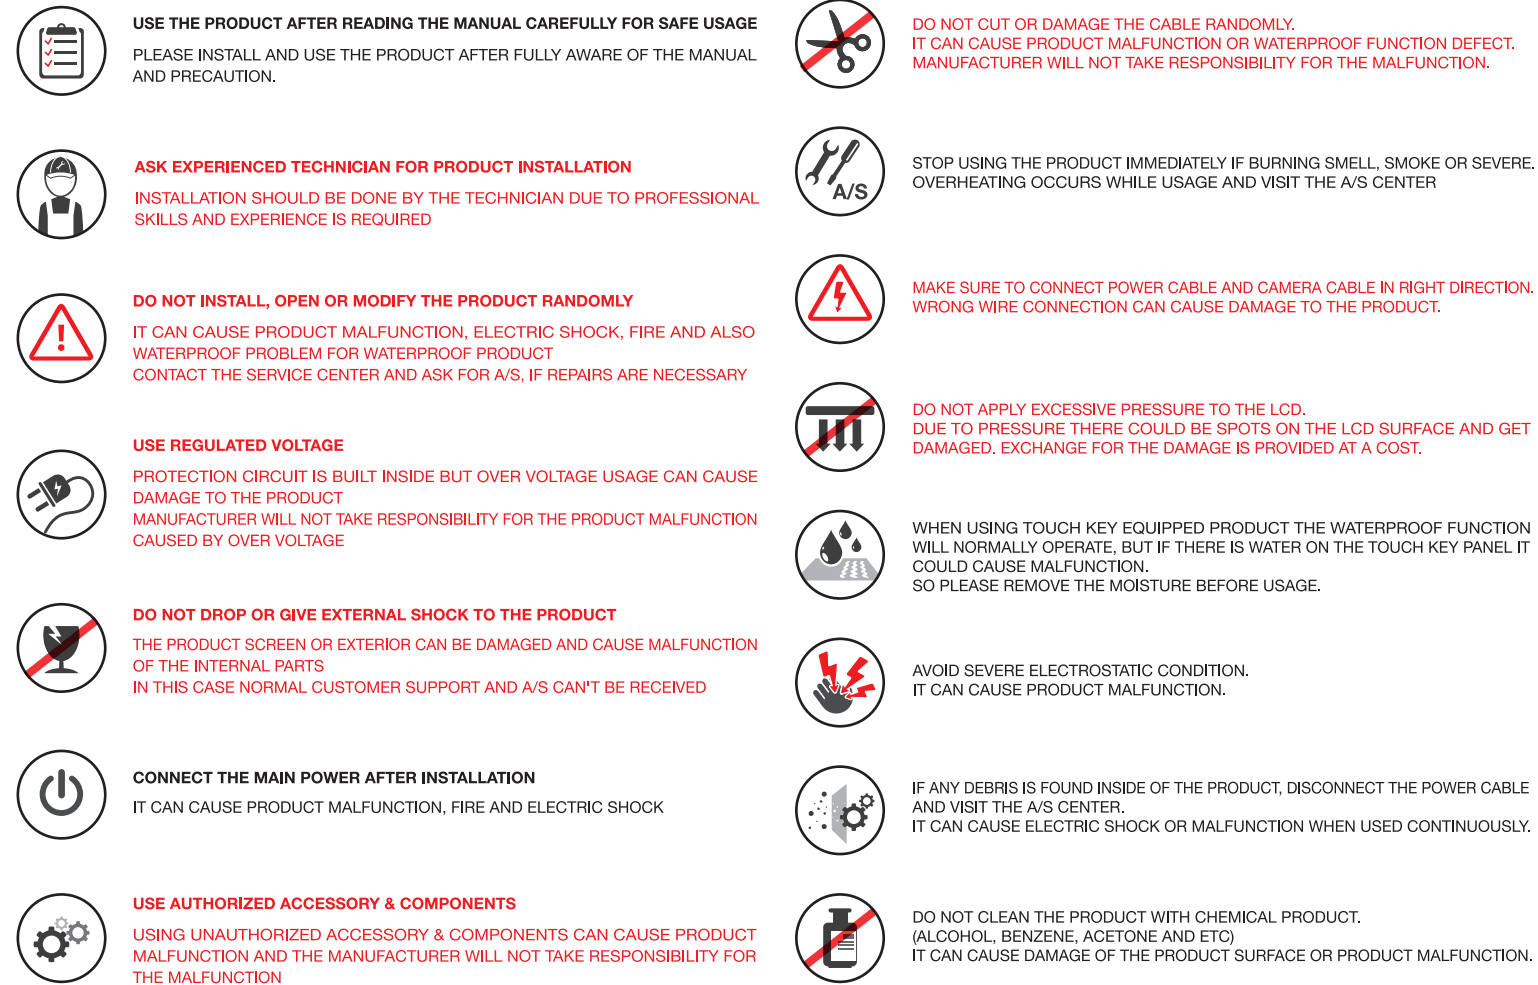 USE THE PRODUCT AFTER READING THE MANUAL CAREFULLY FOR SAFE USAGE
PLEASE INSTALL AND USE THE PRODUCT AFTER FULLY AWARE OF THE MANUAL
AND PRECAUTION.
ASK EXPERIENCED TECHNICIAN FOR PRODUCT INSTALLATION
INSTALLATION SHOULD BE DONE BY THE TECHNICIAN DUE TO PROFESSIONAL
SKILLS AND EXPERIENCE IS REQUIRED
DO NOT INSTALL, OPEN OR MODIFY THE PRODUCT RANDOMLY
IT CAN CAUSE PRODUCT MALFUNCTION, ELECTRIC SHOCK, FIRE AND ALSO
WATERPROOF PROBLEM FOR WATERPROOF PRODUCT
CONTACT THE SERVICE CENTER AND ASK FOR A/S, IF REPAIRS ARE NECESSARY
USE REGULATED VOLTAGE
PROTECTION CIRCUIT IS BUILT INSIDE BUT OVER VOLTAGE USAGE CAN CAUSE
DAMAGE TO THE PRODUCT
MANUFACTURER WILL NOT TAKE RESPONSIBILITY FOR THE PRODUCT MALFUNCTION
CAUSED BY OVER VOLTAGE
DO NOT DROP OR GIVE EXTERNAL SHOCK TO THE PRODUCT
THE PRODUCT SCREEN OR EXTERIOR CAN BE DAMAGED AND CAUSE MALFUNCTION
OF THE INTERNAL PARTS
IN THIS CASE NORMAL CUSTOMER SUPPORT AND A/S CAN'T BE RECEIVED
CONNECT THE MAIN POWER AFTER INSTALLATION
IT CAN CAUSE PRODUCT MALFUNCTION, FIRE AND ELECTRIC SHOCK
USE AUTHORIZED ACCESSORY & COMPONENTS
USING UNAUTHORIZED ACCESSORY & COMPONENTS CAN CAUSE PRODUCT
MALFUNCTION AND THE MANUFACTURER WILL NOT TAKE RESPONSIBILITY FOR
THE MALFUNCTION
DO NOT CUT OR DAMAGE THE CABLE RANDOMLY.
IT CAN CAUSE PRODUCT MALFUNCTION OR WATERPROOF FUNCTION DEFECT.
MANUFACTURER WILL NOT TAKE RESPONSIBILITY FOR THE MALFUNCTION.
A/S
STOP USING THE PRODUCT IMMEDIATELY IF BURNING SMELL, SMOKE OR SEVERE.
OVERHEATING OCCURS WHILE USAGE AND VISIT THE A/S CENTER
MAKE SURE TO CONNECT POWER CABLE AND CAMERA CABLE IN RIGHT DIRECTION.
WRONG WIRE CONNECTION CAN CAUSE DAMAGE TO THE PRODUCT.
DO NOT APPLY EXCESSIVE PRESSURE TO THE LCD.
DUE TO PRESSURE THERE COULD BE SPOTS ON THE LCD SURFACE AND GET
DAMAGED. EXCHANGE FOR THE DAMAGE IS PROVIDED AT A COST.
WHEN USING TOUCH KEY EQUIPPED PRODUCT THE WATERPROOF FUNCTION
WILL NORMALLY OPERATE, BUT IF THERE IS WATER ON THE TOUCH KEY PANEL IT
COULD CAUSE MALFUNCTION.
SO PLEASE REMOVE THE MOISTURE BEFORE USAGE.
AVOID SEVERE ELECTROSTATIC CONDITION.
IT CAN CAUSE PRODUCT MALFUNCTION.
IF ANY DEBRIS IS FOUND INSIDE OF THE PRODUCT, DISCONNECT THE POWER CABLE
AND VISIT THE A/S CENTER.
IT CAN CAUSE ELECTRIC SHOCK OR MALFUNCTION WHEN USED CONTINUOUSLY.
DO NOT CLEAN THE PRODUCT WITH CHEMICAL PRODUCT.
(ALCOHOL, BENZENE, ACETONE AND ETC)
IT CAN CAUSE DAMAGE OF THE PRODUCT SURFACE OR PRODUCT MALFUNCTION.